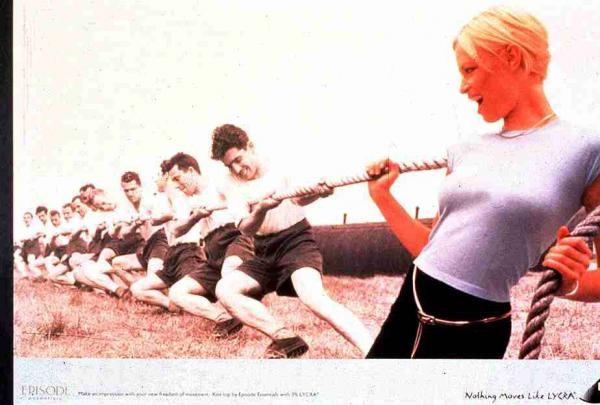 EPISODE
essentials
Make an impression with your new freedom of movement. Knit top by Episode Essentials with 5% LYCRA®
Nothing Moves Like LYCRA®.